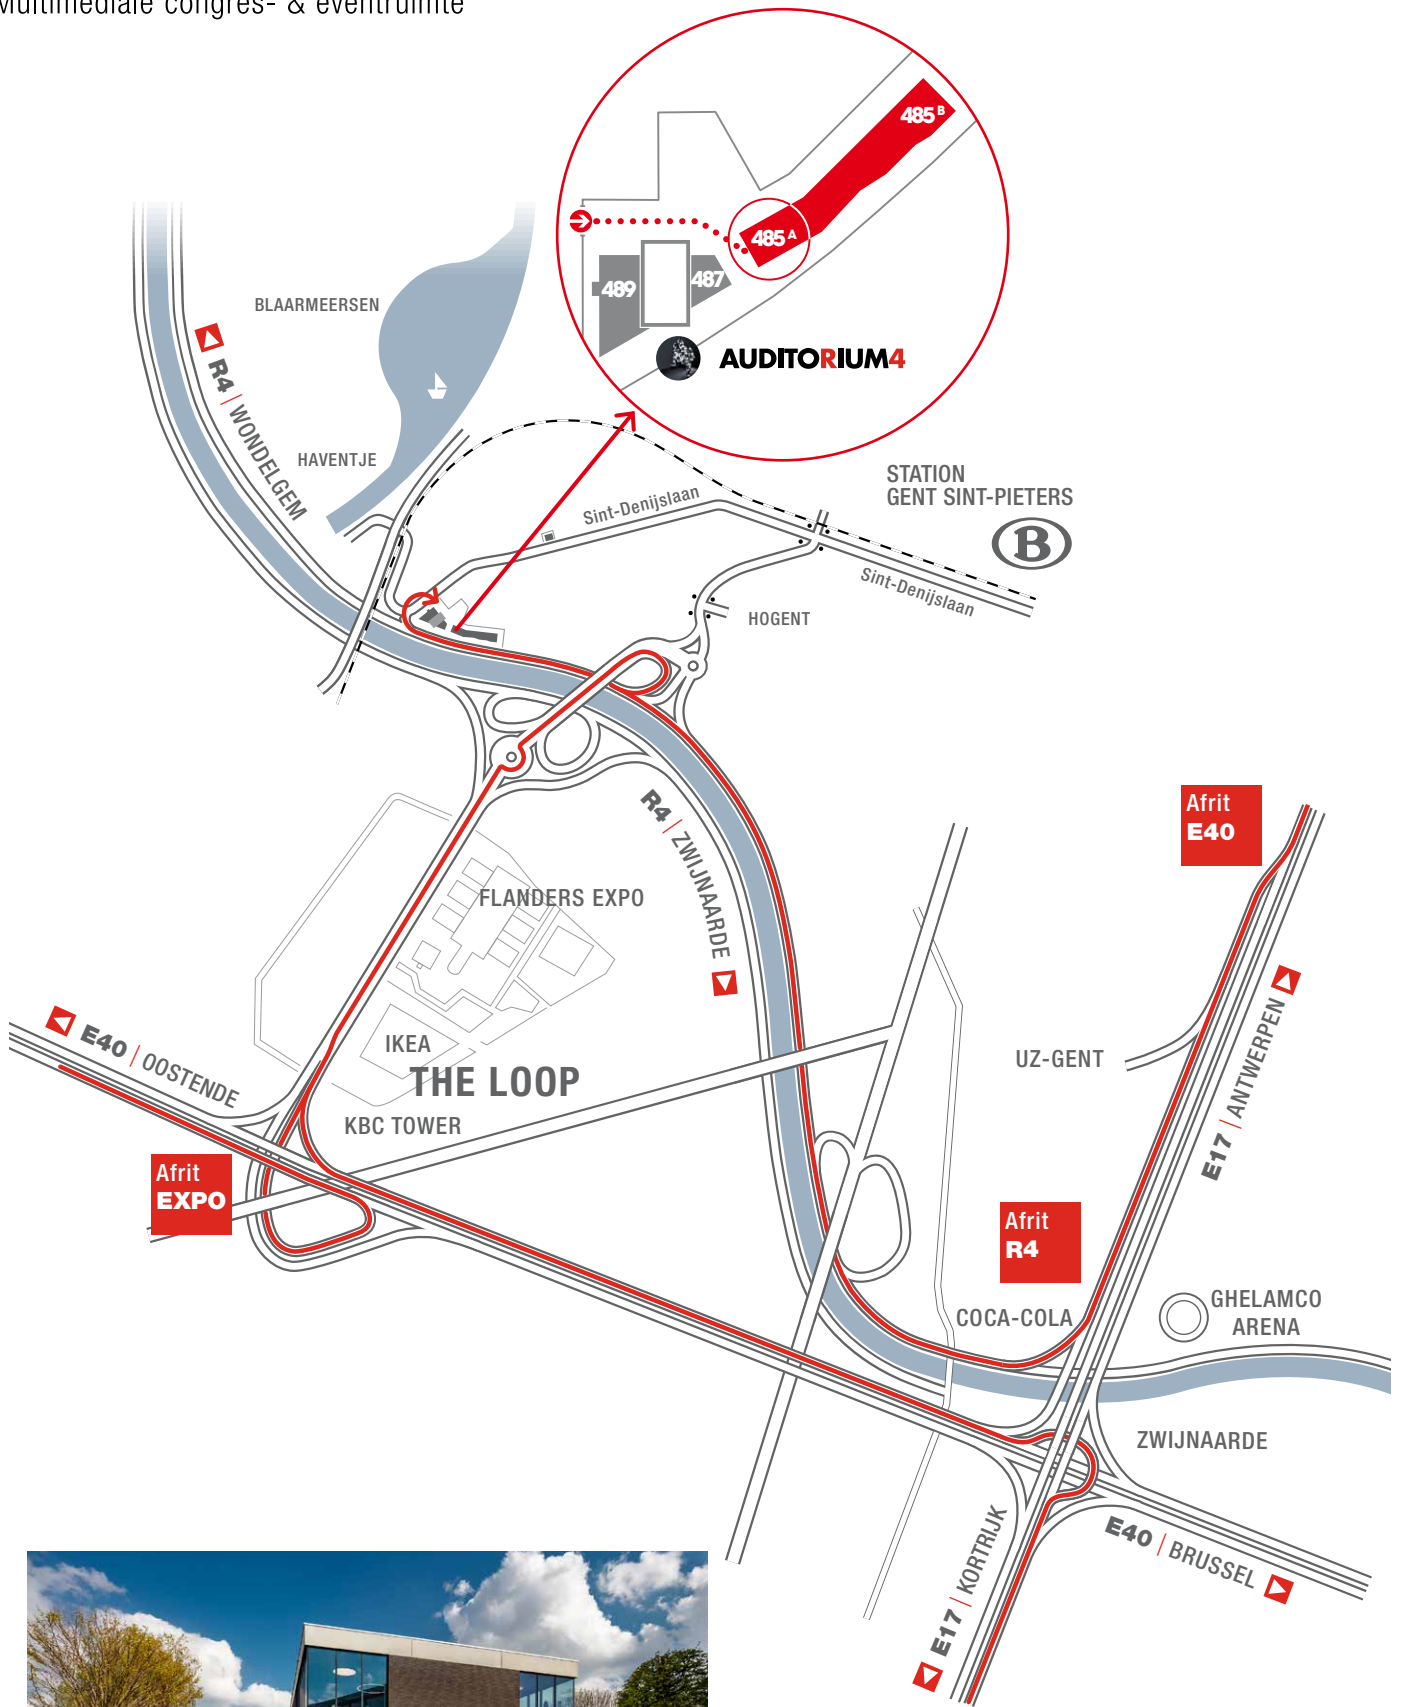 Multimediale congres- & eventruimte
485 B
485 A
487
489
AUDITORIUM4
BLAARMEERSEN
R4 | WONDELGEM
HAVENTJE
STATION
GENT SINT-PIETERS
B
Sint-Denijslaan
Sint-Denijslaan
HOGENT
R4 | ZWIJNAARDE
Afrit
E40
FLANDERS EXPO
IKEA
THE LOOP
KBC TOWER
E40 | OOSTENDE
UZ-GENT
E17 | ANTWERPEN
Afrit
EXPO
Afrit
R4
COCA-COLA
GHELAMCO
ARENA
ZWIJNAARDE
E40 | BRUSSEL
E17 | KORTRIJK